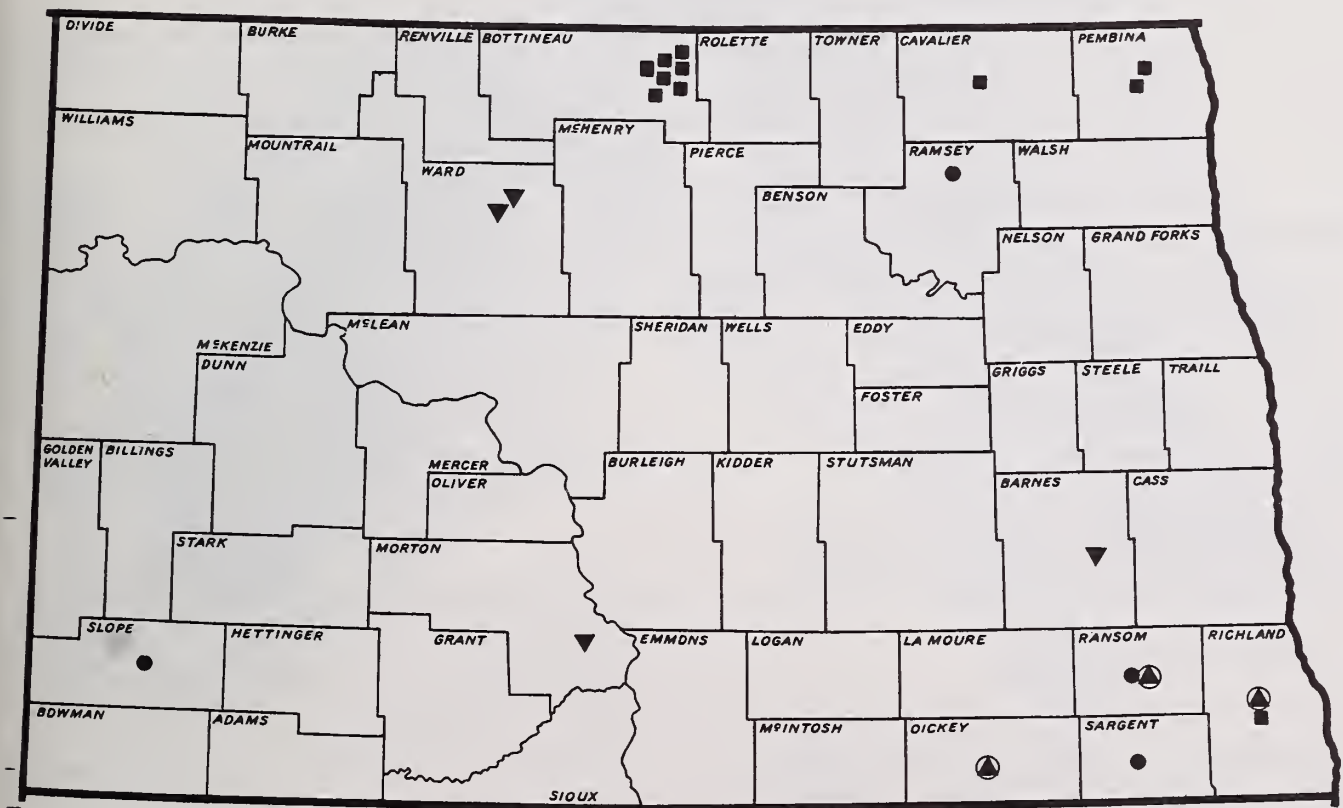 DIVIDE
BURKE
RENVILLE
BOTTINEAU
ROLETTE
TOWNER
CAVALIER
PEMBINA
WILLIAMS
MOUNTRAIL
WARD
McHENRY
PIERCE
BENSON
RAMSEY
WALSH
NELSON
GRAND FORKS
McKENZIE
DUNN
McLEAN
SHERIDAN
WELLS
EDDY
FOSTER
GRIGGS
STEELE
TRAILL
GOLDEN
VALLEY
BILLINGS
MERCER
OLIVER
BURLEIGH
KIDDER
STUTSMAN
BARNES
CASS
STARK
MORTON
SLOPE
HETTINGER
GRANT
EMMONS
LOGAN
LA MOURE
RANSOM
RICHLAND
BOWMAN
ADAMS
SIOUX
McINTOSH
DICKEY
SARGENT